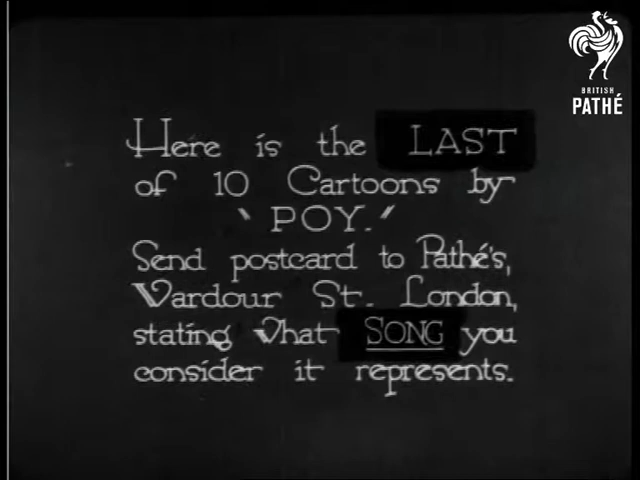 BRITISH
PATHÉ
Here is the LAST
of 10 Cartoons by
"POY."
Send postcard to Pathé's,
Wardour St. London,
stating what SONG you
consider it represents.